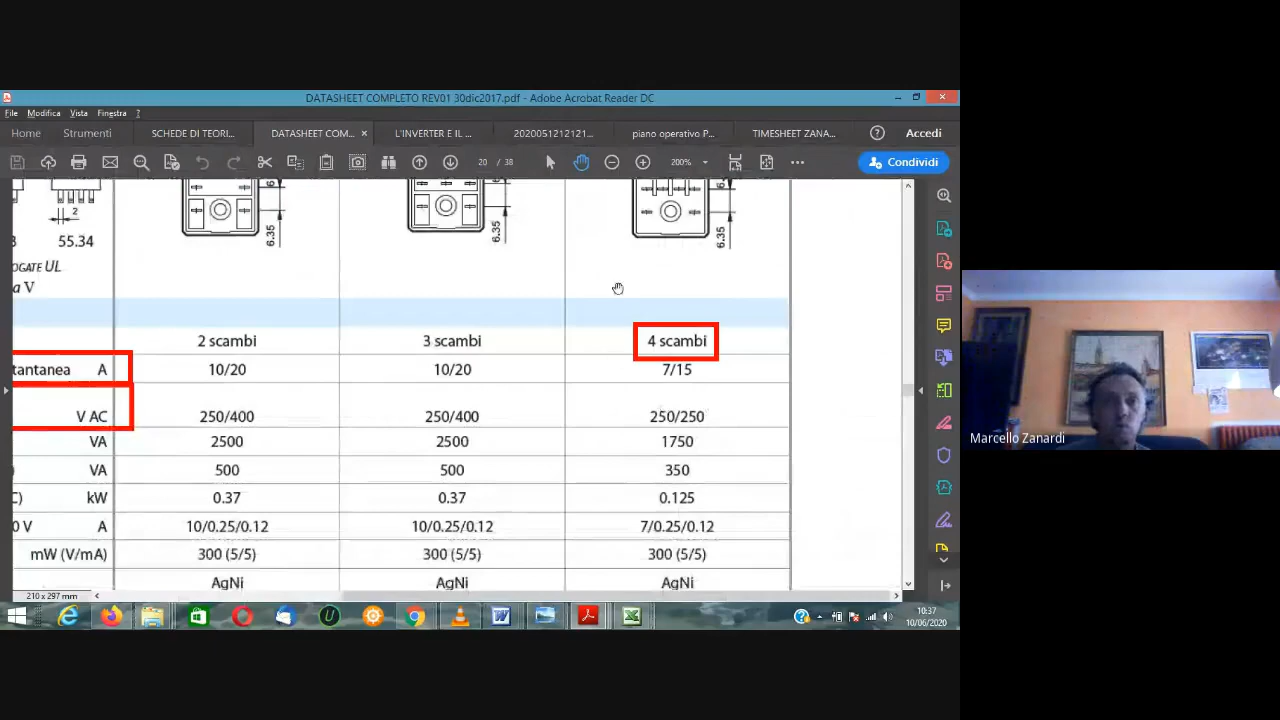 DATASHEET COMPLETO REV01 30dic2017.pdf - Adobe Acrobat Reader DC
File Modifica Vista Finestra ?
Home Strumenti SCHEDE DI TEORI... DATASHEET COM... × L'INVERTER E IL ... 20200512121... piano operativo P... TIMESHEET ZANA... Accedi
20 / 38 200% Condividi
2
55.34
6.35 6.35 6.35
OGATE UL
a V
2 scambi 3 scambi 4 scambi
tantanea A 10/20 10/20 7/15
V AC 250/400 250/400 250/250
VA 2500 2500 1750
VA 500 500 350
C) kW 0.37 0.37 0.125
0 V A 10/0.25/0.12 10/0.25/0.12 7/0.25/0.12
mW (V/mA) 300 (5/5) 300 (5/5) 300 (5/5)
AgNi AgNi AgNi
210 x 297 mm
10:37
10/06/2020
Marcello Zanardi